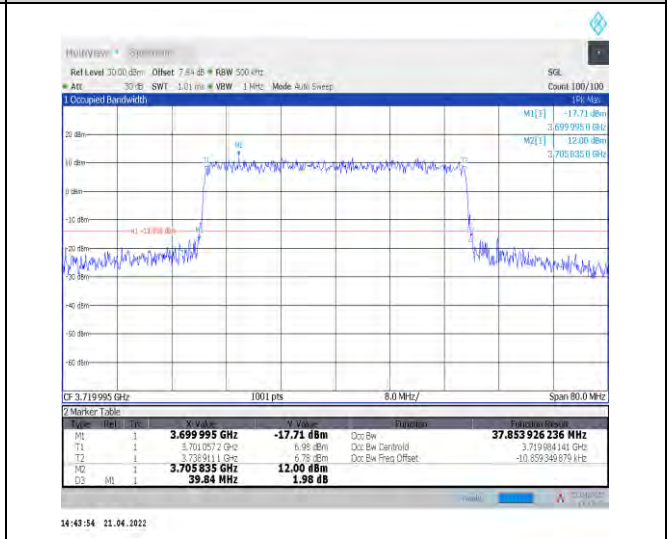 MultiView Spectrum
Ref Level 30.00 dBm Offset 7.64 dB RBW 500 kHz SGL
Att 30 dB SWT 1.01 ms VBW 1 MHz Mode Auto Sweep Count 100/100
1 Occupied Bandwidth 1Pk Max
M1[1] -17.71 dBm
3.699 995 0 GHz
M2[1] 12.00 dBm
3.705 835 0 GHz
20 dBm
10 dBm
0 dBm
-10 dBm
-20 dBm
-30 dBm
-40 dBm
-50 dBm
-60 dBm
M2
T1
T2
M1
CF 3.719 995 GHz 1001 pts 8.0 MHz/ Span 80.0 MHz
2 Marker Table
Type Ref Trc X-Value Y-Value Function Function Result
M1 1 3.699 995 GHz -17.71 dBm Occ Bw 37.853 926 236 MHz
T1 1 3.701 057 2 GHz 6.98 dBm Occ Bw Centroid 3.719 984 141 GHz
T2 1 3.738 911 1 GHz 6.78 dBm Occ Bw Freq Offset -10.859 349 879 kHz
M2 1 3.705 835 GHz 12.00 dBm
D3 M1 1 39.84 MHz 1.98 dB
14:43:54 21.04.2022